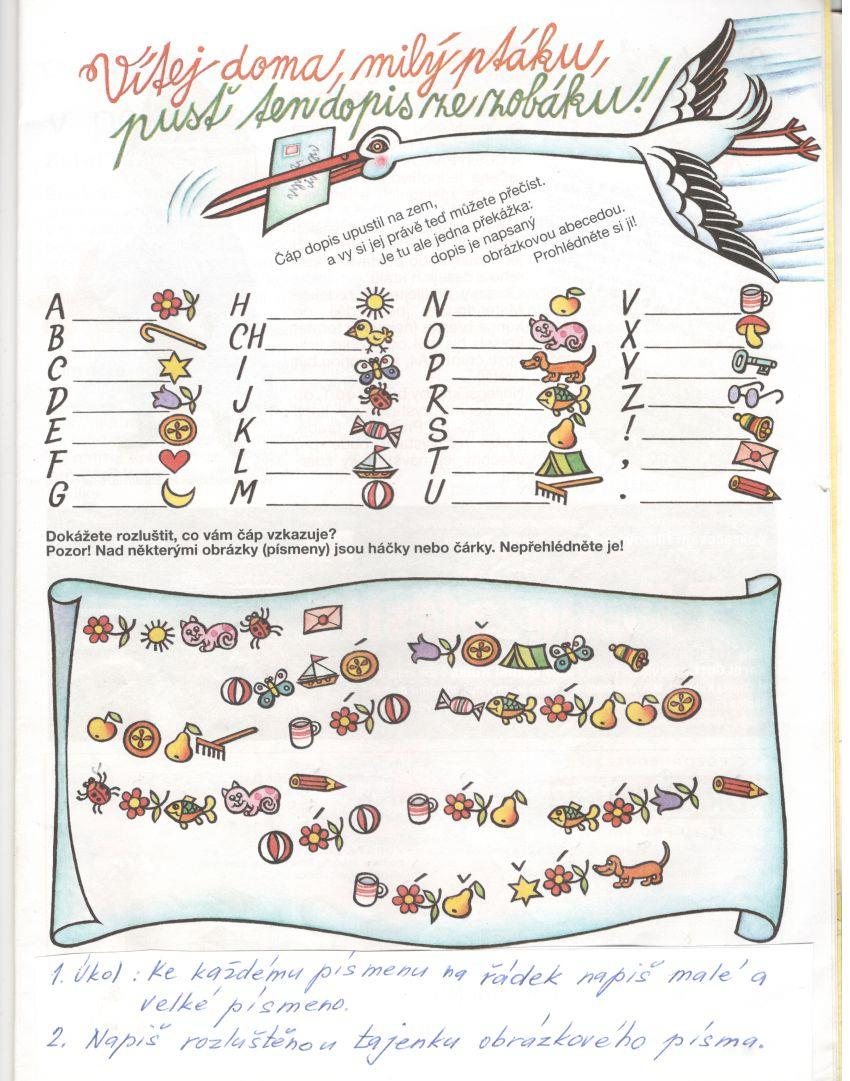 Vítej doma, milý ptáku,
pusť ten dopis ze zobáku!
Čáp dopis upustil na zem,
a vy si jej právě teď můžete přečíst.
Je tu ale jedna překážka:
dopis je napsaný
obrázkovou abecedou.
Prohlédněte si ji!
A
B
C
D
E
F
G
H
CH
I
J
K
L
M
N
O
P
R
S
T
U
V
X
Y
Z
!
,
.
Dokážete rozluštit, co vám čáp vzkazuje?
Pozor! Nad některými obrázky (písmeny) jsou háčky nebo čárky. Nepřehlédněte je!
1. Úkol: Ke každému písmenu na řádek napiš malé a
velké písmeno.
2. Napiš rozluštěnou tajenku obrázkového písma.